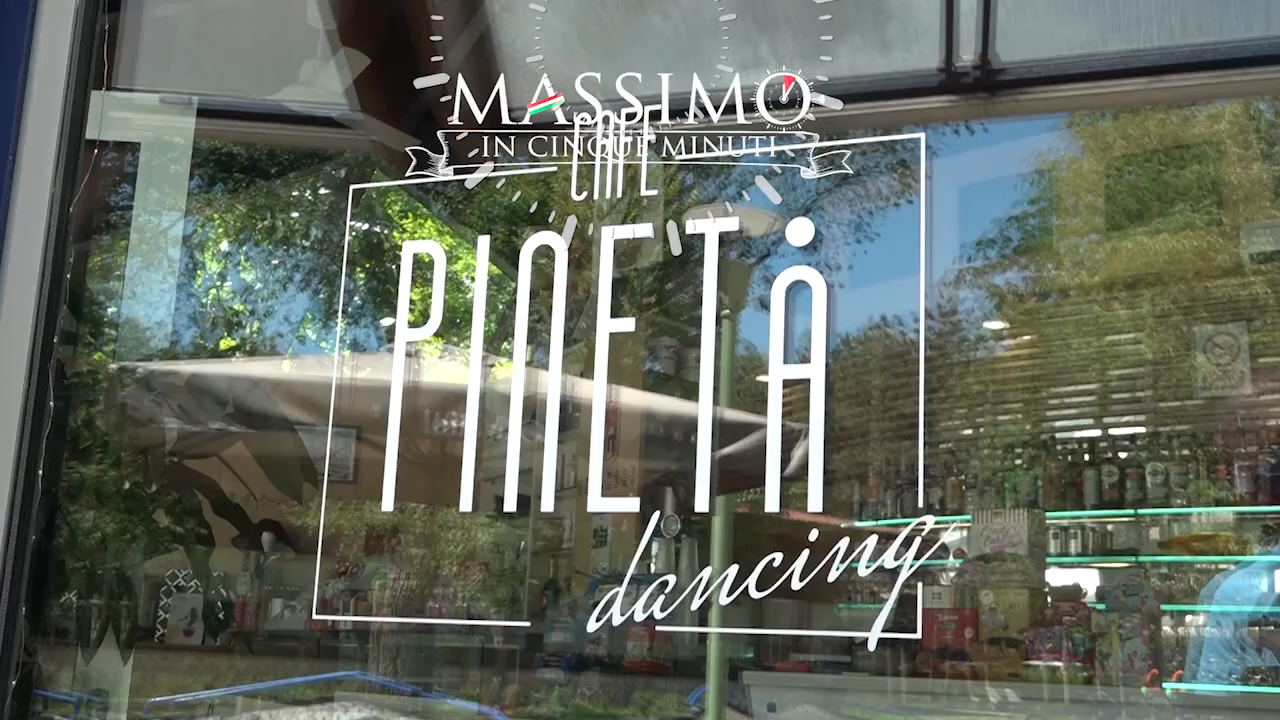 MASSIMO
IN CINQUE MINUTI
CAFE
PINETA
dancing